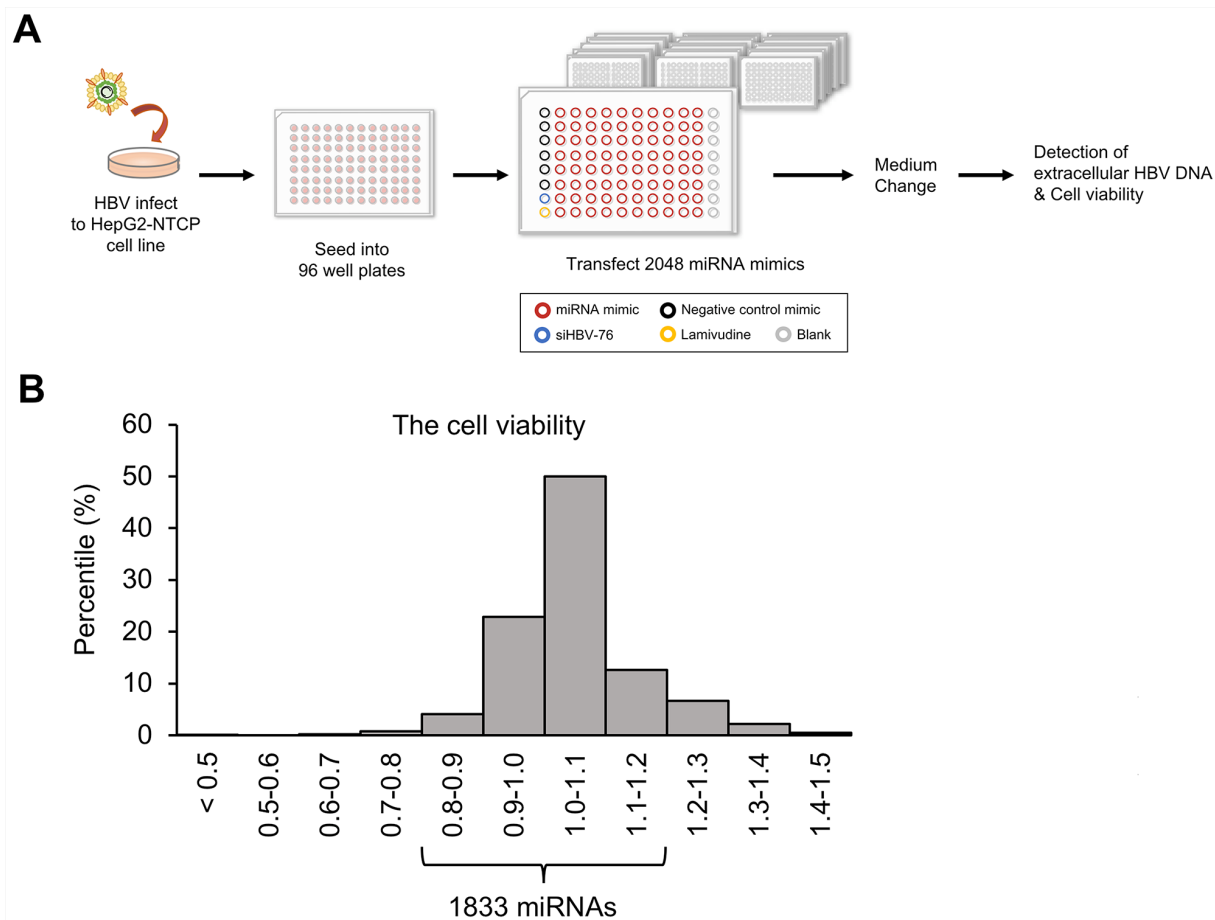 A
HBV infect
to HepG2-NTCP
cell line
Seed into
96 well plates
Transfect 2048 miRNA mimics
Medium
Change
Detection of
extracellular HBV DNA
& Cell viability
miRNA mimic
Negative control mimic
siHBV-76
Lamivudine
Blank
B
The cell viability
Percentile (%)
60
50
40
30
20
10
0
< 0.5
0.5-0.6
0.6-0.7
0.7-0.8
0.8-0.9
0.9-1.0
1.0-1.1
1.1-1.2
1.2-1.3
1.3-1.4
1.4-1.5
1833 miRNAs